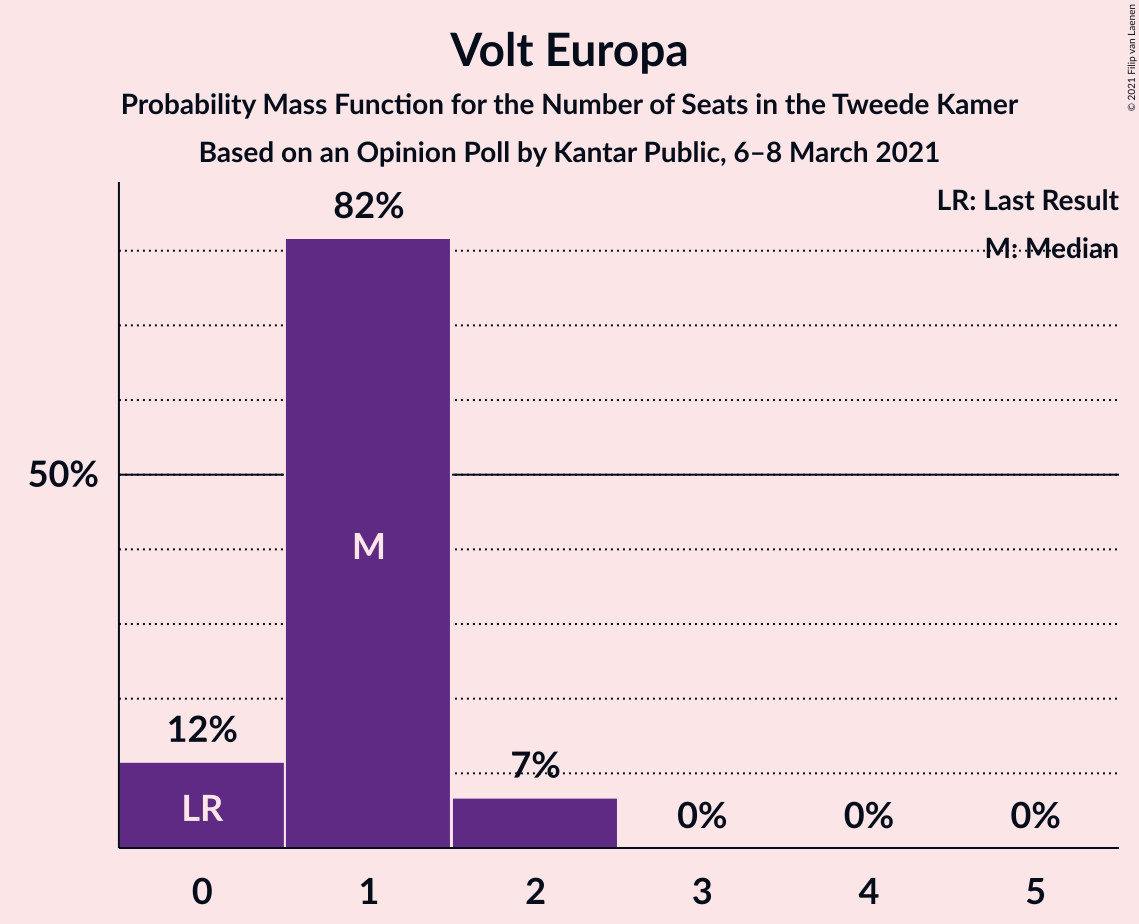 Volt Europa
Probability Mass Function for the Number of Seats in the Tweede Kamer
Based on an Opinion Poll by Kantar Public, 6–8 March 2021
© 2021 Filip van Laenen
LR: Last Result
M: Median
82%
50%
M
12%
LR
7%
0%
0%
0%
0
1
2
3
4
5